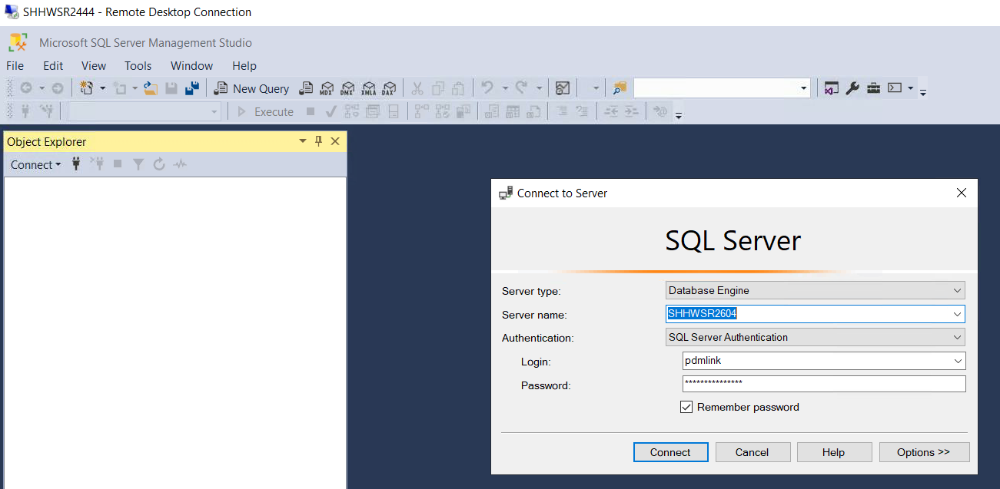 SHHWSR2444 - Remote Desktop Connection
Microsoft SQL Server Management Studio
File Edit View Tools Window Help
New Query MDX DMX XMLA DAX
Execute
Object Explorer
Connect
Connect to Server
SQL Server
Server type: Database Engine
Server name: SHHWSR2604
Authentication: SQL Server Authentication
Login: pdmlink
Password: ***************
Remember password
Connect Cancel Help Options >>